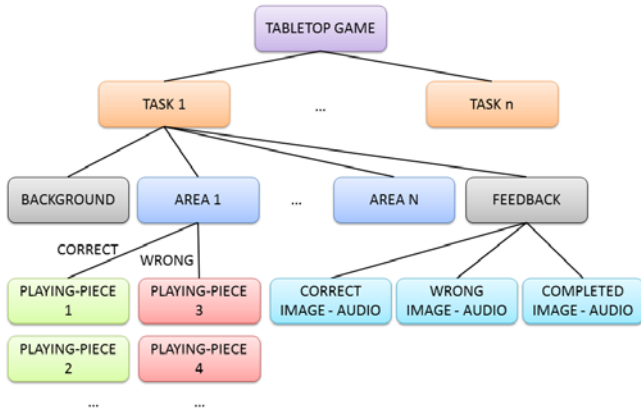 TABLETOP GAME
TASK 1
...
TASK n
BACKGROUND
AREA 1
...
AREA N
FEEDBACK
CORRECT
WRONG
PLAYING-PIECE
1
PLAYING-PIECE
3
CORRECT
IMAGE - AUDIO
WRONG
IMAGE - AUDIO
COMPLETED
IMAGE - AUDIO
PLAYING-PIECE
2
PLAYING-PIECE
4
...
...